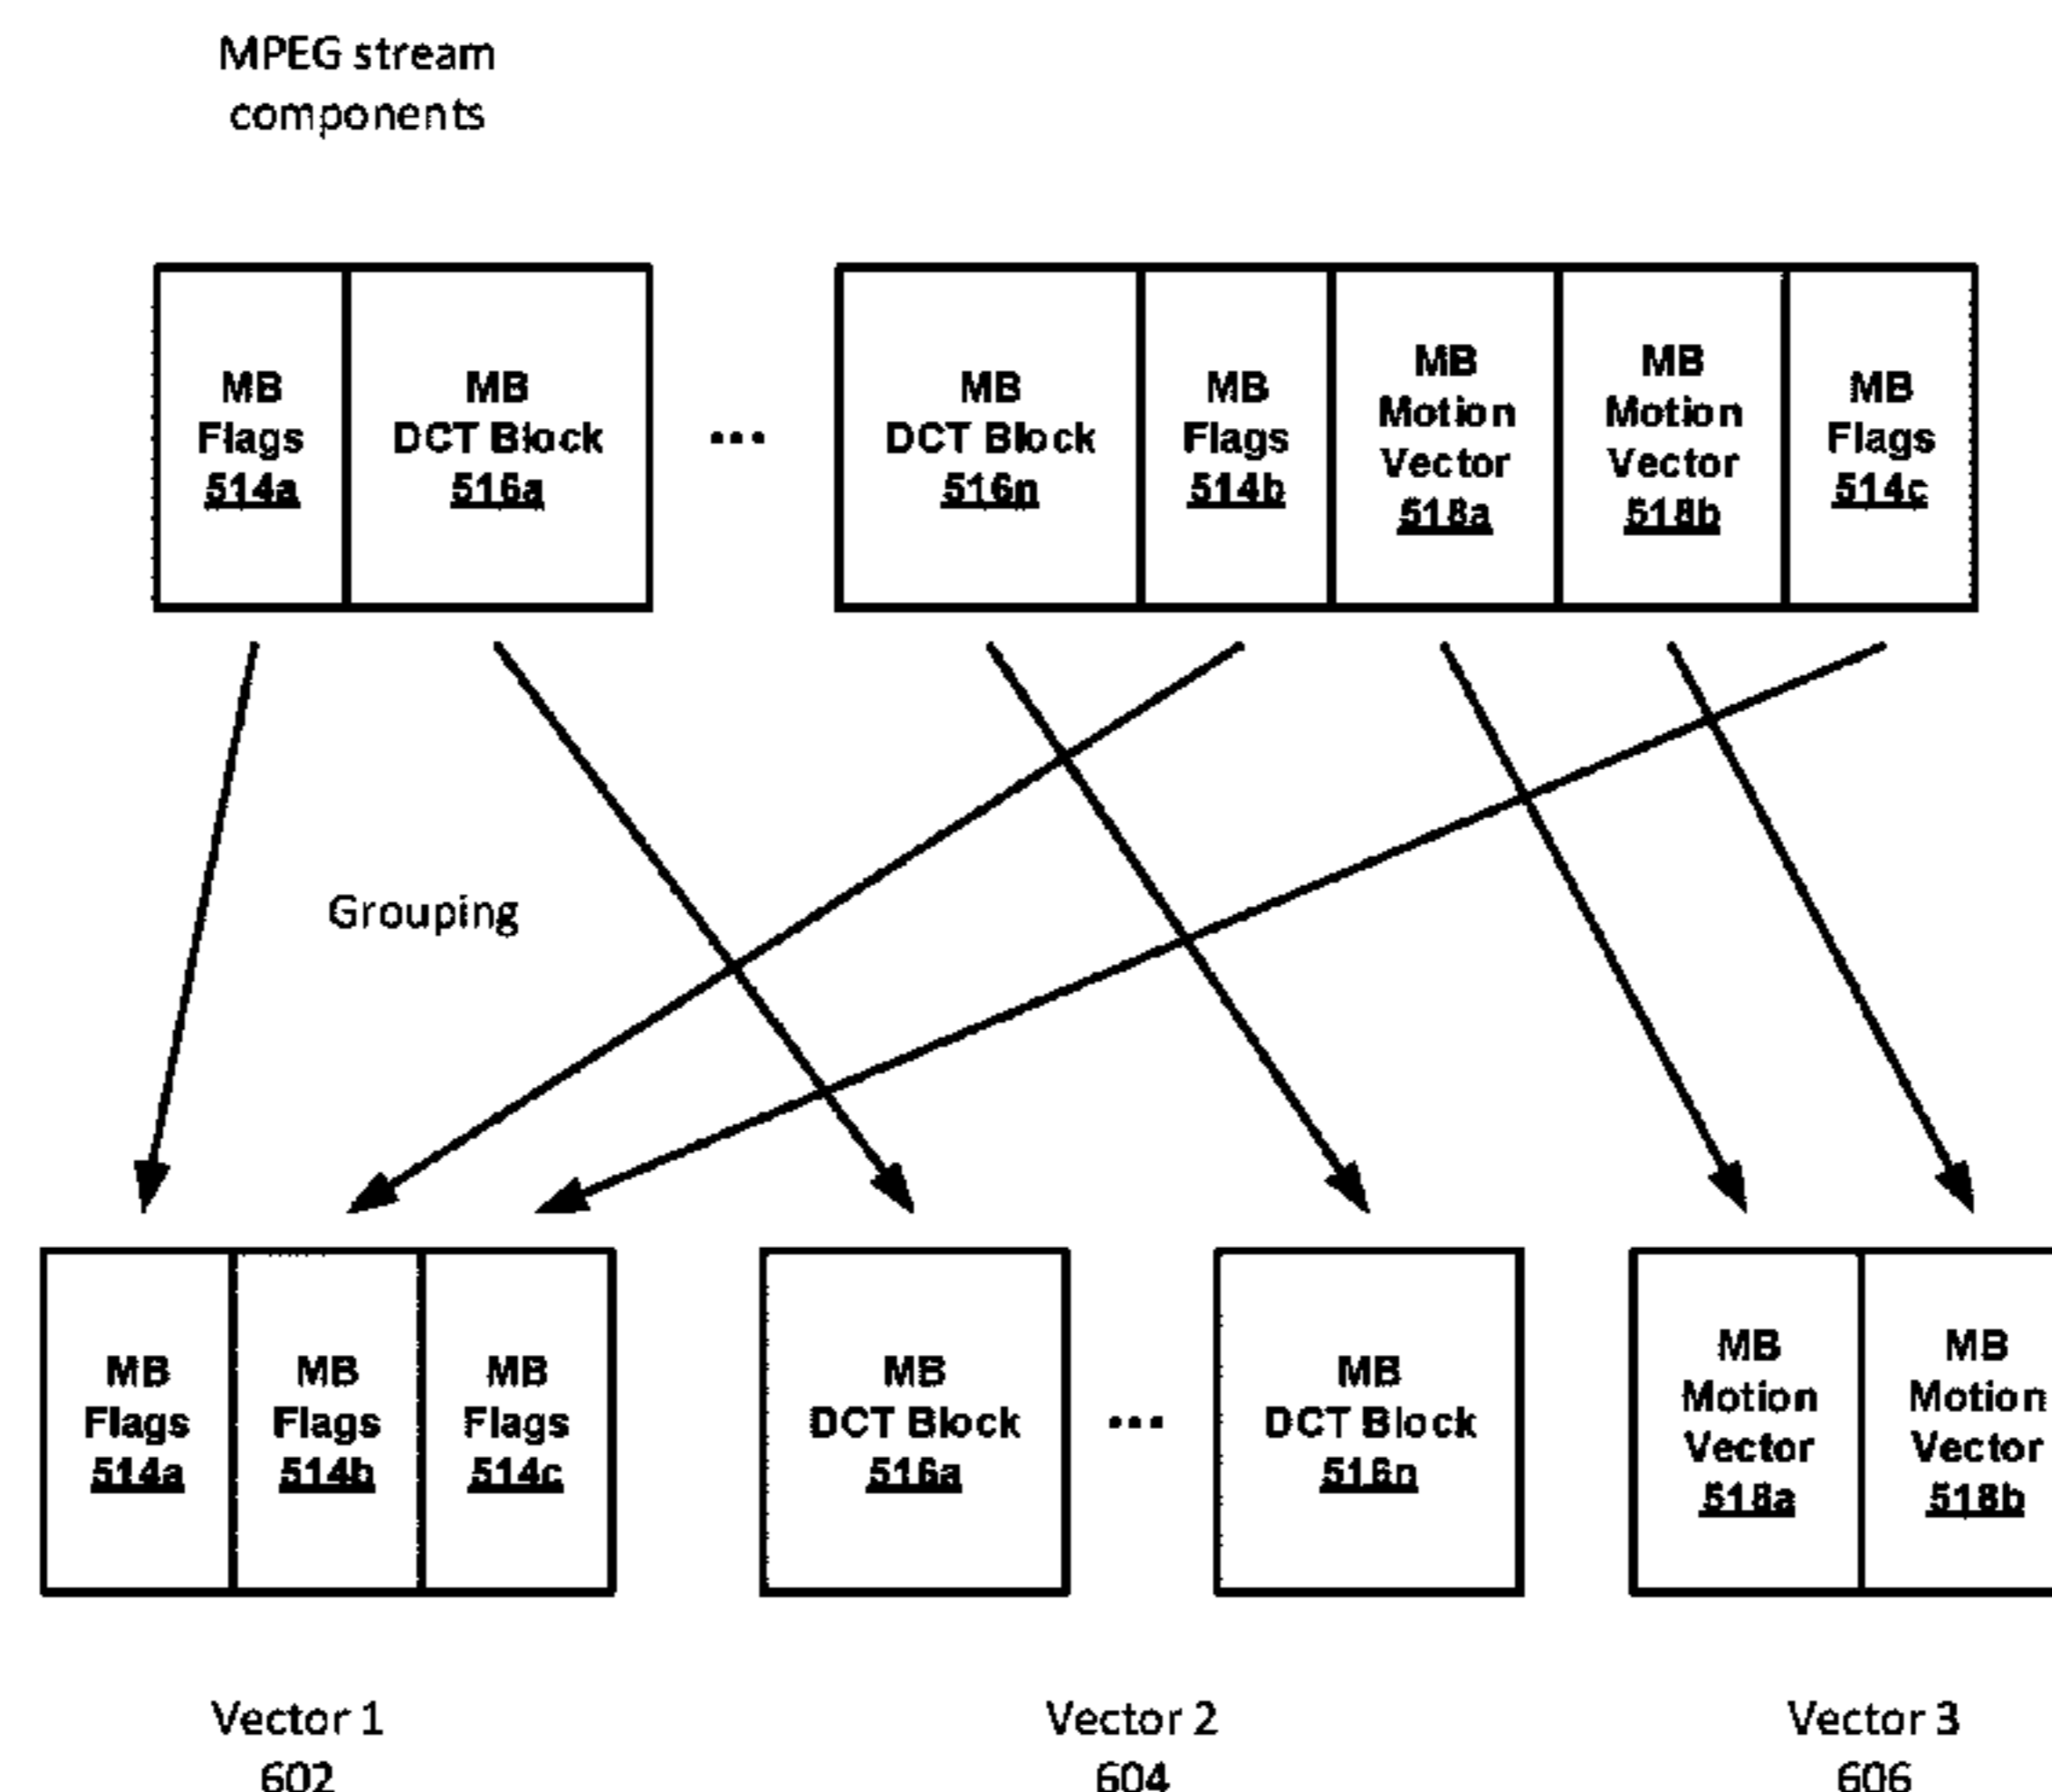 MPEG stream
components
MB
Flags
514a
MB
DCT Block
516a
...
MB
DCT Block
516n
MB
Flags
514b
MB
Motion
Vector
518a
MB
Motion
Vector
518b
MB
Flags
514c
Grouping
MB
Flags
514a
MB
Flags
514b
MB
Flags
514c
MB
DCT Block
516a
...
MB
DCT Block
516n
MB
Motion
Vector
518a
MB
Motion
Vector
518b
Vector 1
602
Vector 2
604
Vector 3
606